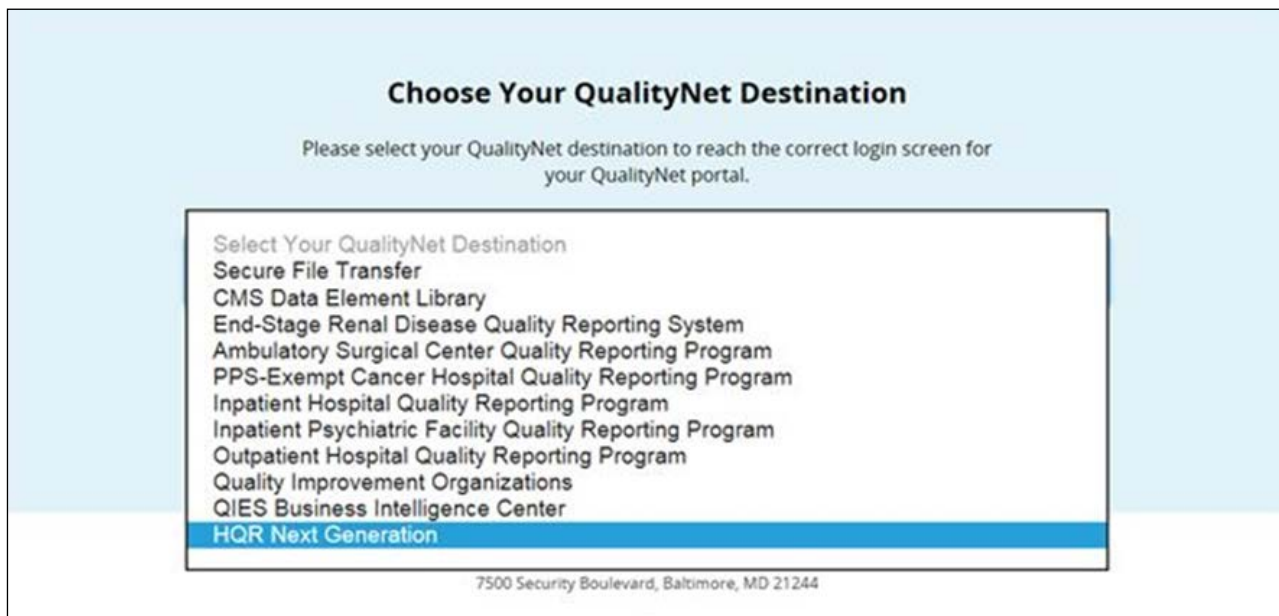 Choose Your QualityNet Destination
Please select your QualityNet destination to reach the correct login screen for
your QualityNet portal.
Select Your QualityNet Destination
Secure File Transfer
CMS Data Element Library
End-Stage Renal Disease Quality Reporting System
Ambulatory Surgical Center Quality Reporting Program
PPS-Exempt Cancer Hospital Quality Reporting Program
Inpatient Hospital Quality Reporting Program
Inpatient Psychiatric Facility Quality Reporting Program
Outpatient Hospital Quality Reporting Program
Quality Improvement Organizations
QIES Business Intelligence Center
HQR Next Generation
7500 Security Boulevard, Baltimore, MD 21244